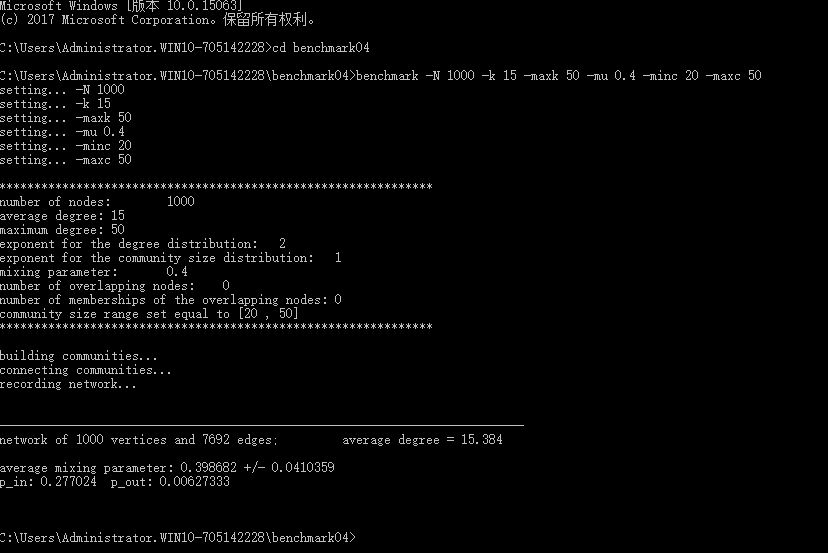 Microsoft Windows [版本 10.0.15063]
(c) 2017 Microsoft Corporation。保留所有权利。
C:\Users\Administrator.WIN10-705142228>cd benchmark04
C:\Users\Administrator.WIN10-705142228\benchmark04>benchmark -N 1000 -k 15 -maxk 50 -mu 0.4 -minc 20 -maxc 50
setting... -N 1000
setting... -k 15
setting... -maxk 50
setting... -mu 0.4
setting... -minc 20
setting... -maxc 50
**************************************************************
number of nodes:	1000
average degree: 15
maximum degree: 50
exponent for the degree distribution:	2
exponent for the community size distribution:	1
mixing parameter:	0.4
number of overlapping nodes:	0
number of memberships of the overlapping nodes: 0
community size range set equal to [20 , 50]
**************************************************************
building communities...
connecting communities...
recording network...
___________________________________________________________________________
network of 1000 vertices and 7692 edges;	average degree = 15.384
average mixing parameter: 0.398682 +/- 0.0410359
p_in: 0.277024  p_out: 0.00627333
C:\Users\Administrator.WIN10-705142228\benchmark04>